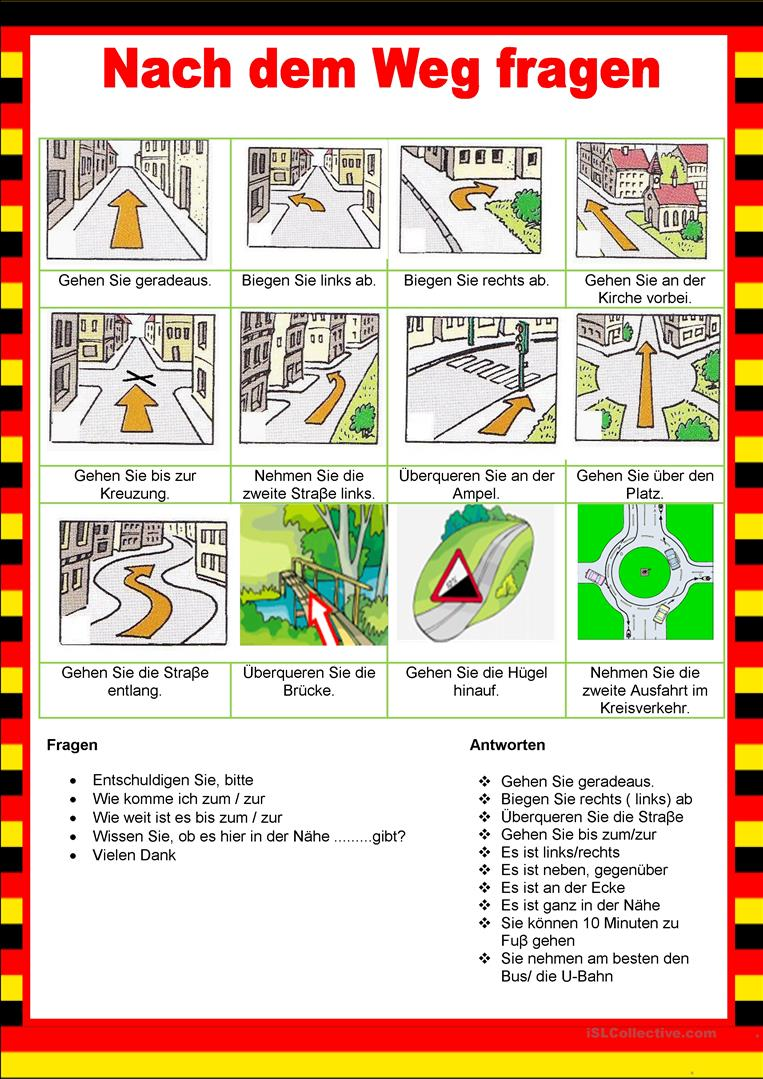 Nach dem Weg fragen
Gehen Sie geradeaus.
Biegen Sie links ab.
Biegen Sie rechts ab.
Gehen Sie an der
Kirche vorbei.
Gehen Sie bis zur
Kreuzung.
Nehmen Sie die
zweite Straße links.
Überqueren Sie an der
Ampel.
Gehen Sie über den
Platz.
Gehen Sie die Straße
entlang.
Überqueren Sie die
Brücke.
Gehen Sie die Hügel
hinauf.
Nehmen Sie die
zweite Ausfahrt im
Kreisverkehr.
Fragen
• Entschuldigen Sie, bitte
• Wie komme ich zum / zur
• Wie weit ist es bis zum / zur
• Wissen Sie, ob es hier in der Nähe .........gibt?
• Vielen Dank
Antworten
❖ Gehen Sie geradeaus.
❖ Biegen Sie rechts ( links) ab
❖ Überqueren Sie die Straße
❖ Gehen Sie bis zum/zur
❖ Es ist links/rechts
❖ Es ist neben, gegenüber
❖ Es ist an der Ecke
❖ Es ist ganz in der Nähe
❖ Sie können 10 Minuten zu
Fuß gehen
❖ Sie nehmen am besten den
Bus/ die U-Bahn
iSLCollective.com